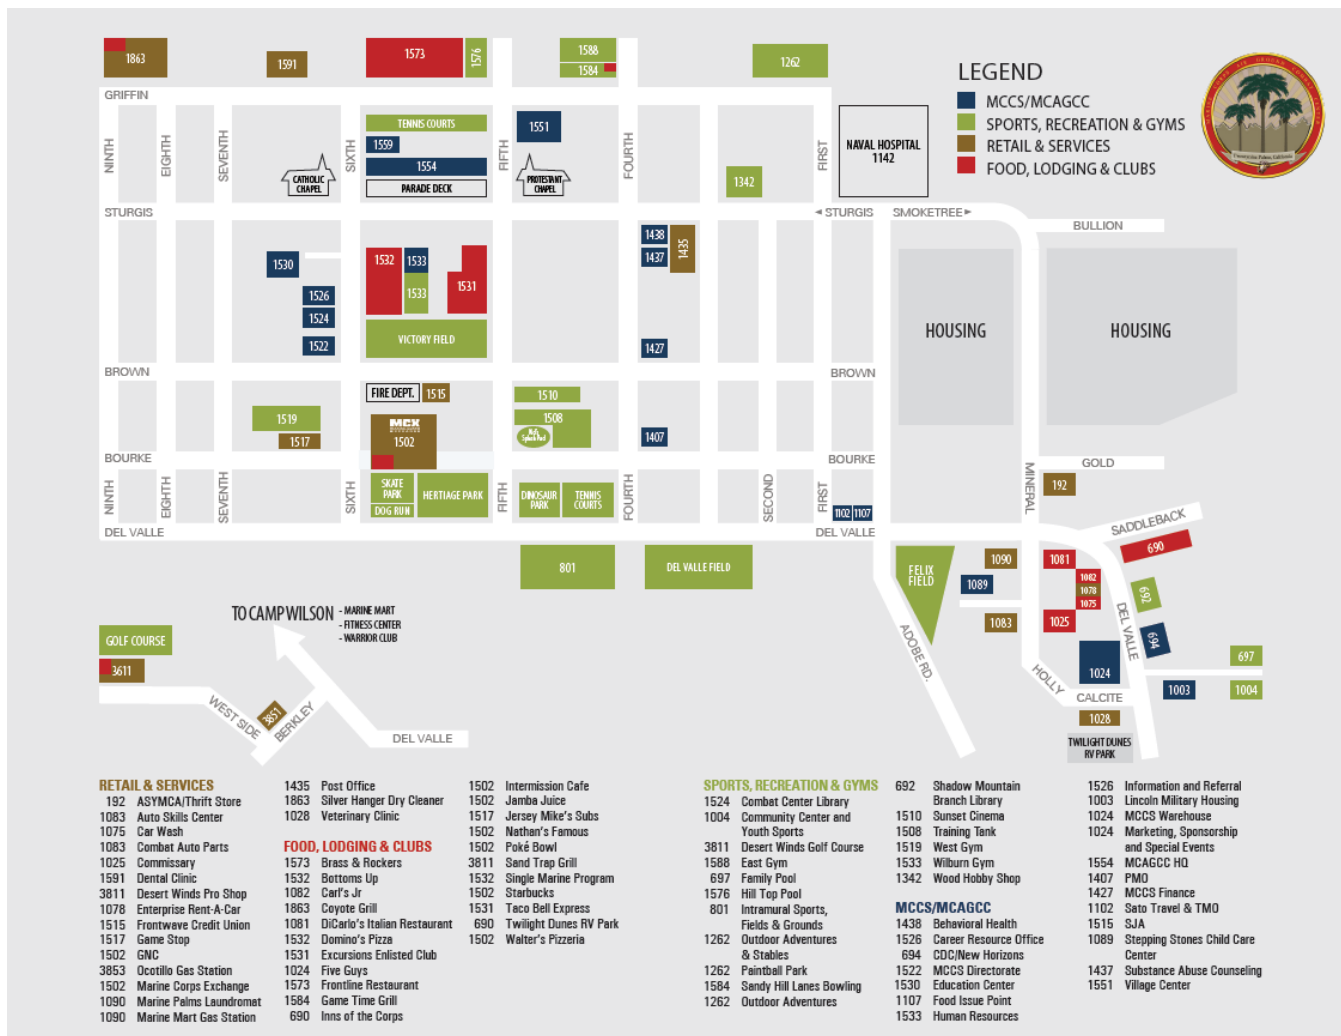 1863
1591
1573
1576
1588
1584
1262
GRIFFIN
LEGEND
MCCS/MCAGCC
SPORTS, RECREATION & GYMS
RETAIL & SERVICES
FOOD, LODGING & CLUBS
NINTH
EIGHTH
SEVENTH
SIXTH
FIFTH
FOURTH
FIRST
TENNIS COURTS
1559
1554
PARADE DECK
1551
CATHOLIC
CHAPEL
PROTESTANT
CHAPEL
1342
NAVAL HOSPITAL
1142
STURGIS
STURGIS
SMOKETREE
BULLION
1530
1526
1524
1522
1532
1533
1533
1531
VICTORY FIELD
1438
1437
1435
1427
HOUSING
HOUSING
BROWN
BROWN
FIRE DEPT.
1515
1510
1508
1519
1517
MCX
1502
1407
BOURKE
BOURKE
GOLD
MINERAL
192
NINTH
EIGHTH
SEVENTH
SIXTH
FIFTH
FOURTH
SECOND
FIRST
SKATE
PARK
DOG RUN
HERTIAGE PARK
DINOSAUR
PARK
TENNIS
COURTS
1102
1107
DEL VALLE
DEL VALLE
SADDLEBACK
690
801
DEL VALLE FIELD
FELIX
FIELD
1090
1089
1083
1081
1082
1078
1075
1025
692
694
DEL VALLE
697
1004
1003
1024
ADOBE RD.
HOLLY
CALCITE
1028
TWILIGHT DUNES
RV PARK
TO CAMP WILSON
- MARINE MART
- FITNESS CENTER
- WARRIOR CLUB
GOLF COURSE
3611
WEST SIDE
3851
BERKLEY
DEL VALLE
RETAIL & SERVICES
192 ASYMCA/Thrift Store
1083 Auto Skills Center
1075 Car Wash
1083 Combat Auto Parts
1025 Commissary
1591 Dental Clinic
3811 Desert Winds Pro Shop
1078 Enterprise Rent-A-Car
1515 Frontwave Credit Union
1517 Game Stop
1502 GNC
3853 Ocotillo Gas Station
1502 Marine Corps Exchange
1090 Marine Palms Laundromat
1090 Marine Mart Gas Station
1435 Post Office
1863 Silver Hanger Dry Cleaner
1028 Veterinary Clinic
FOOD, LODGING & CLUBS
1573 Brass & Rockers
1532 Bottoms Up
1082 Carl's Jr
1863 Coyote Grill
1081 DiCarlo's Italian Restaurant
1532 Domino's Pizza
1531 Excursions Enlisted Club
1024 Five Guys
1573 Frontline Restaurant
1584 Game Time Grill
690 Inns of the Corps
1502 Intermission Cafe
1502 Jamba Juice
1517 Jersey Mike's Subs
1502 Nathan's Famous
1502 Poké Bowl
3811 Sand Trap Grill
1532 Single Marine Program
1502 Starbucks
1531 Taco Bell Express
690 Twilight Dunes RV Park
1502 Walter's Pizzeria
SPORTS, RECREATION & GYMS
1524 Combat Center Library
1004 Community Center and
Youth Sports
3811 Desert Winds Golf Course
1588 East Gym
697 Family Pool
1576 Hill Top Pool
801 Intramural Sports,
Fields & Grounds
1262 Outdoor Adventures
& Stables
1262 Paintball Park
1584 Sandy Hill Lanes Bowling
1262 Outdoor Adventures
692 Shadow Mountain
Branch Library
1510 Sunset Cinema
1508 Training Tank
1519 West Gym
1533 Wilburn Gym
1342 Wood Hobby Shop
MCCS/MCAGCC
1438 Behavioral Health
1526 Career Resource Office
694 CDC/New Horizons
1522 MCCS Directorate
1530 Education Center
1107 Food Issue Point
1533 Human Resources
1526 Information and Referral
1003 Lincoln Military Housing
1024 MCCS Warehouse
1024 Marketing, Sponsorship
and Special Events
1554 MCAGCC HQ
1407 PMO
1427 MCCS Finance
1102 Sato Travel & TMO
1515 SJA
1089 Stepping Stones Child Care
Center
1437 Substance Abuse Counseling
1551 Village Center